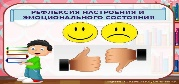 РЕФЛЕКСИЯ НАСТРОЕНИЯ И
ЭМОЦИОНАЛЬНОГО СОСТОЯНИЯ